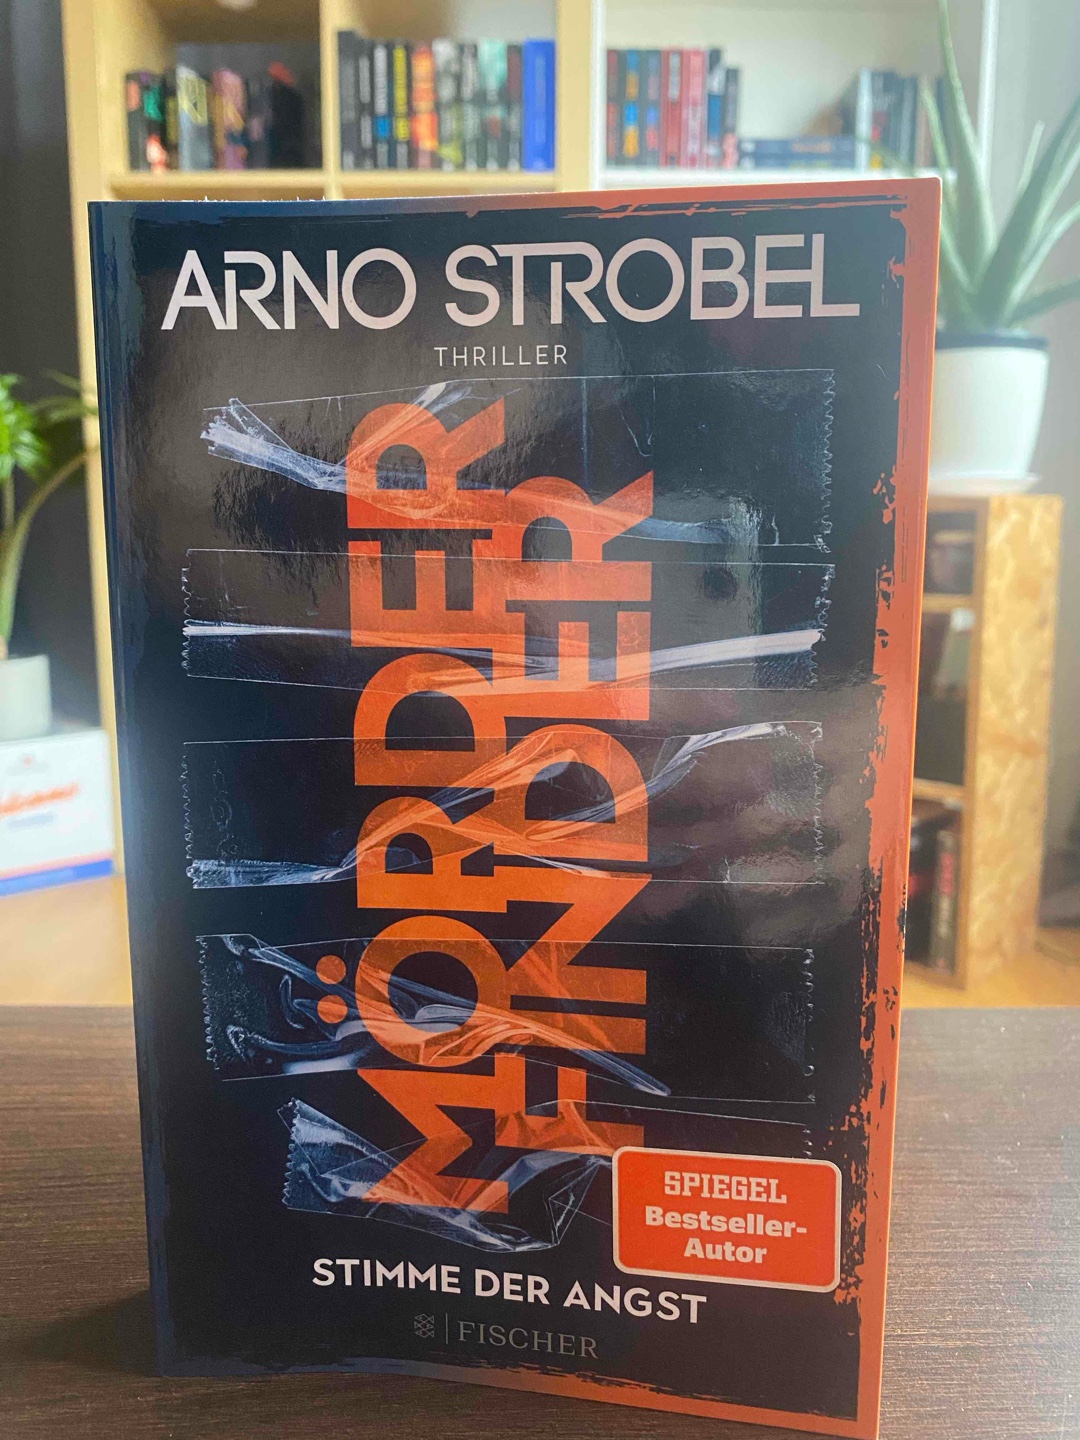 ARNO STROBEL
THRILLER
MÖRDER
FINDER
SPIEGEL
Bestseller-
Autor
STIMME DER ANGST
FISCHER